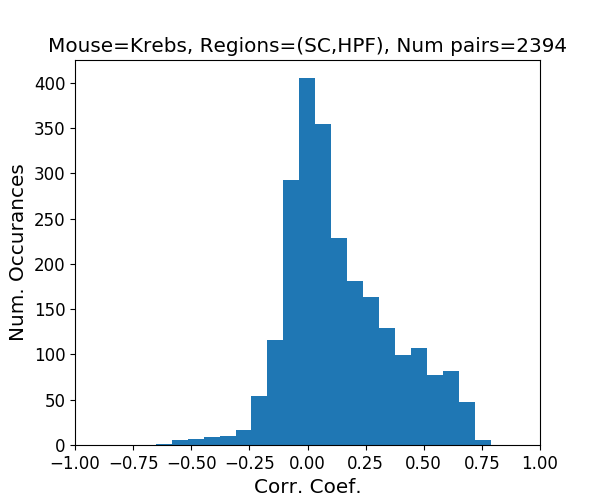 Mouse=Krebs, Regions=(SC,HPF), Num pairs=2394
400
350
300
250
200
150
100
50
0
Num. Occurances
−1.00 −0.75 −0.50 −0.25 0.00 0.25 0.50 0.75 1.00
Corr. Coef.